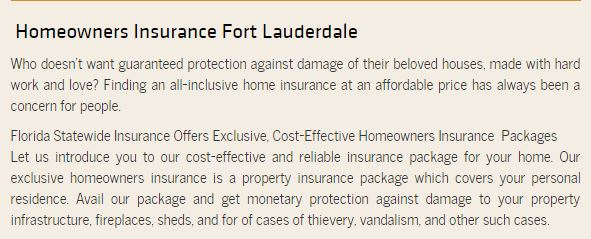 Homeowners Insurance Fort Lauderdale
Who doesn't want guaranteed protection against damage of their beloved houses, made with hard
work and love? Finding an all-inclusive home insurance at an affordable price has always been a
concern for people.
Florida Statewide Insurance Offers Exclusive, Cost-Effective Homeowners Insurance Packages
Let us introduce you to our cost-effective and reliable insurance package for your home. Our
exclusive homeowners insurance is a property insurance package which covers your personal
residence. Avail our package and get monetary protection against damage to your property
infrastructure, fireplaces, sheds, and for of cases of thievery, vandalism, and other such cases.